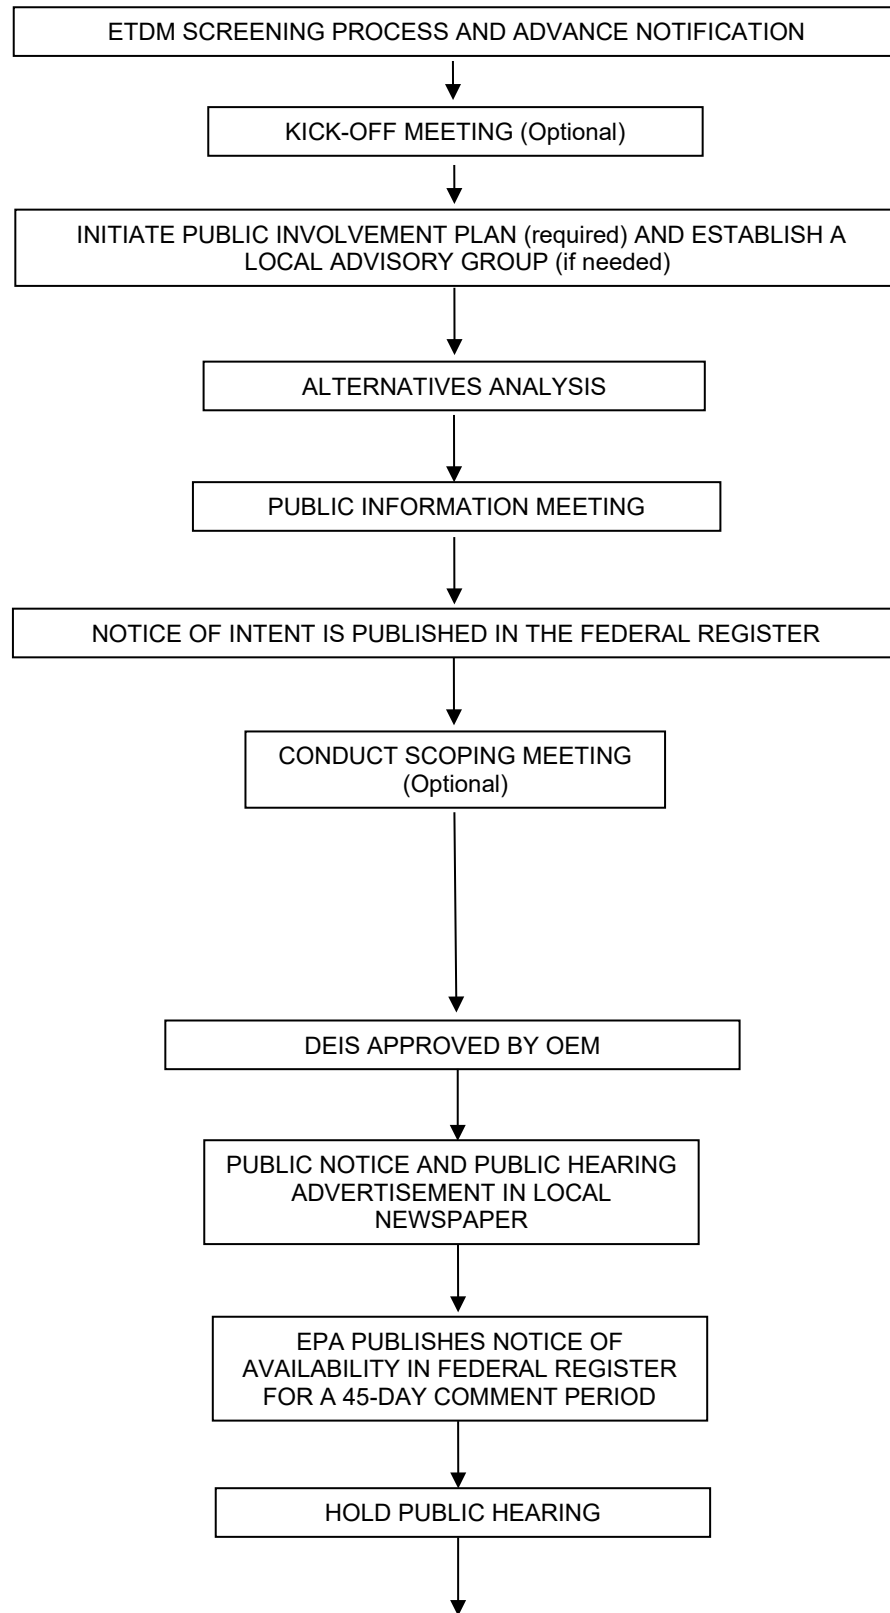 ETDM SCREENING PROCESS AND ADVANCE NOTIFICATION
KICK-OFF MEETING (Optional)
INITIATE PUBLIC INVOLVEMENT PLAN (required) AND ESTABLISH A
LOCAL ADVISORY GROUP (if needed)
ALTERNATIVES ANALYSIS
PUBLIC INFORMATION MEETING
NOTICE OF INTENT IS PUBLISHED IN THE FEDERAL REGISTER
CONDUCT SCOPING MEETING
(Optional)
DEIS APPROVED BY OEM
PUBLIC NOTICE AND PUBLIC HEARING
ADVERTISEMENT IN LOCAL
NEWSPAPER
EPA PUBLISHES NOTICE OF
AVAILABILITY IN FEDERAL REGISTER
FOR A 45-DAY COMMENT PERIOD
HOLD PUBLIC HEARING